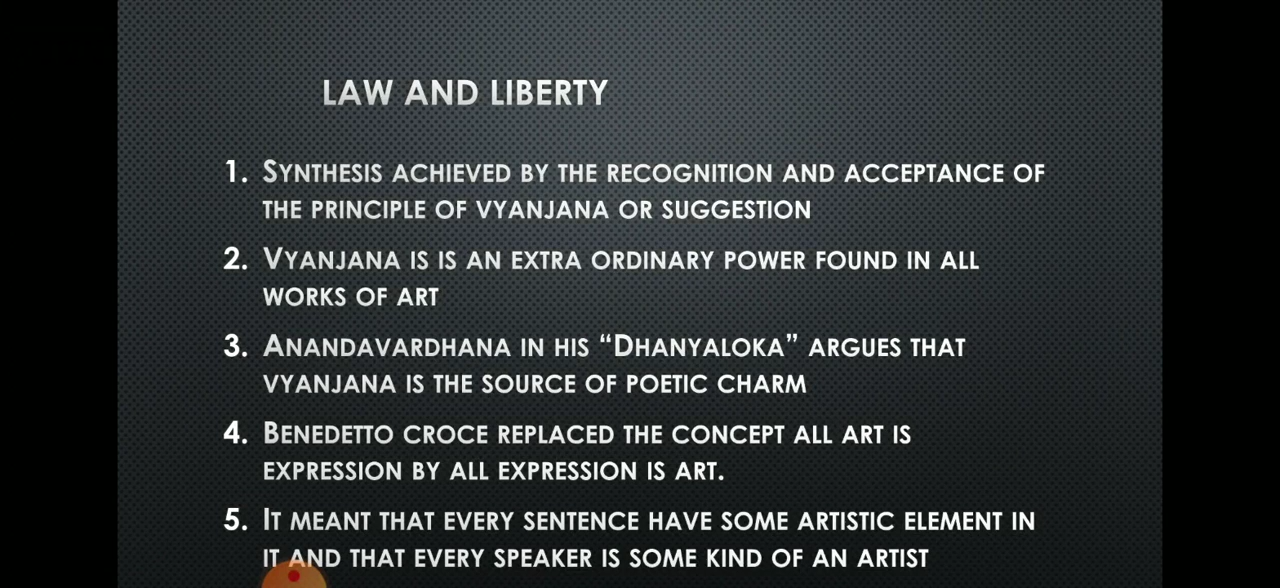 LAW AND LIBERTY
1. SYNTHESIS ACHIEVED BY THE RECOGNITION AND ACCEPTANCE OF
THE PRINCIPLE OF VYANJANA OR SUGGESTION
2. VYANJANA IS IS AN EXTRA ORDINARY POWER FOUND IN ALL
WORKS OF ART
3. ANANDAVARDHANA IN HIS “DHANYALOKA” ARGUES THAT
VYANJANA IS THE SOURCE OF POETIC CHARM
4. BENEDETTO CROCE REPLACED THE CONCEPT ALL ART IS
EXPRESSION BY ALL EXPRESSION IS ART.
5. IT MEANT THAT EVERY SENTENCE HAVE SOME ARTISTIC ELEMENT IN
IT AND THAT EVERY SPEAKER IS SOME KIND OF AN ARTIST